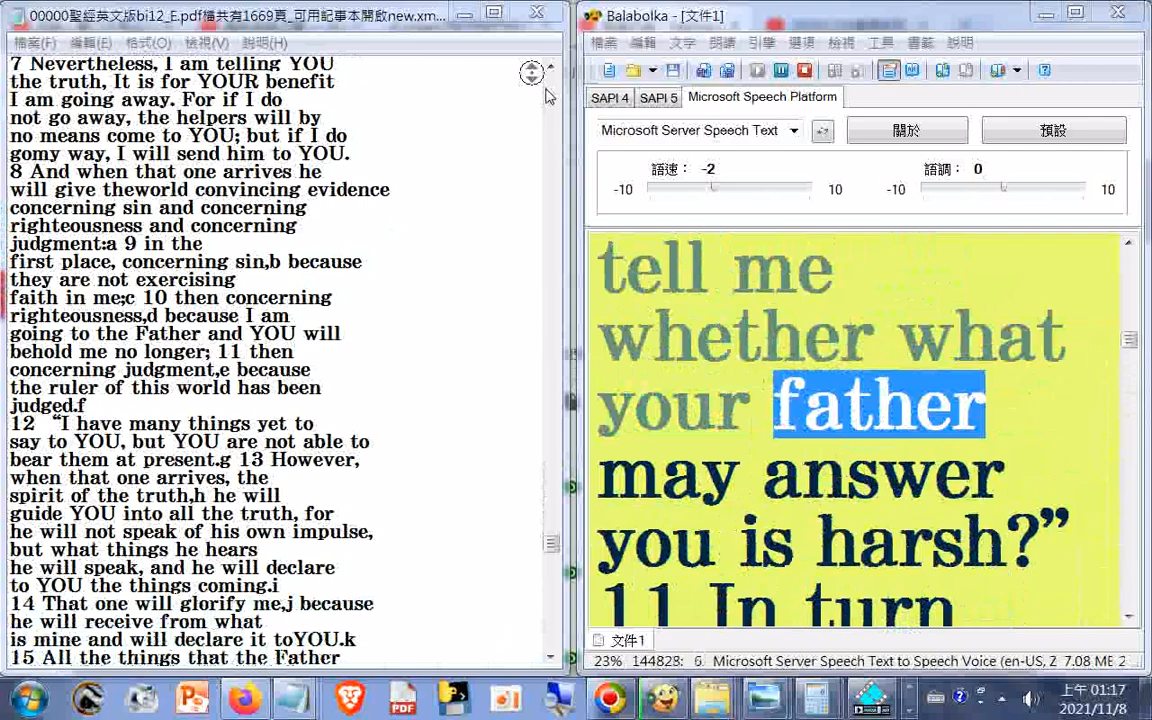 00000聖經英文版bi12_E.pdf檔共有1669頁_可用記事本開啟new.xm...
檔案(F) 編輯(E) 格式(O) 檢視(V) 說明(H)
7 Nevertheless, I am telling YOU
the truth, It is for YOUR benefit
I am going away. For if I do
not go away, the helpers will by
no means come to YOU; but if I do
gomy way, I will send him to YOU.
8 And when that one arrives he
will give theworld convincing evidence
concerning sin and concerning
righteousness and concerning
judgment:a 9 in the
first place, concerning sin,b because
they are not exercising
faith in me;c 10 then concerning
righteousness,d because I am
going to the Father and YOU will
behold me no longer; 11 then
concerning judgment,e because
the ruler of this world has been
judged.f
12 “I have many things yet to
say to YOU, but YOU are not able to
bear them at present.g 13 However,
when that one arrives, the
spirit of the truth,h he will
guide YOU into all the truth, for
he will not speak of his own impulse,
but what things he hears
he will speak, and he will declare
to YOU the things coming.i
14 That one will glorify me,j because
he will receive from what
is mine and will declare it toYOU.k
15 All the things that the Father
Balabolka - [文件1]
檔案 編輯 文字 朗讀 引擎 選項 檢視 工具 書籤 說明
SAPI 4 SAPI 5 Microsoft Speech Platform
Microsoft Server Speech Text 關於 預設
語速: -2 語調: 0
-10 10 -10 10
tell me
whether what
your father
may answer
you is harsh?”
11 In turn
文件1
23% 144828: 6 Microsoft Server Speech Text to Speech Voice (en-US, Z 7.08 ME 2
PDF
上午 01:17
2021/11/8